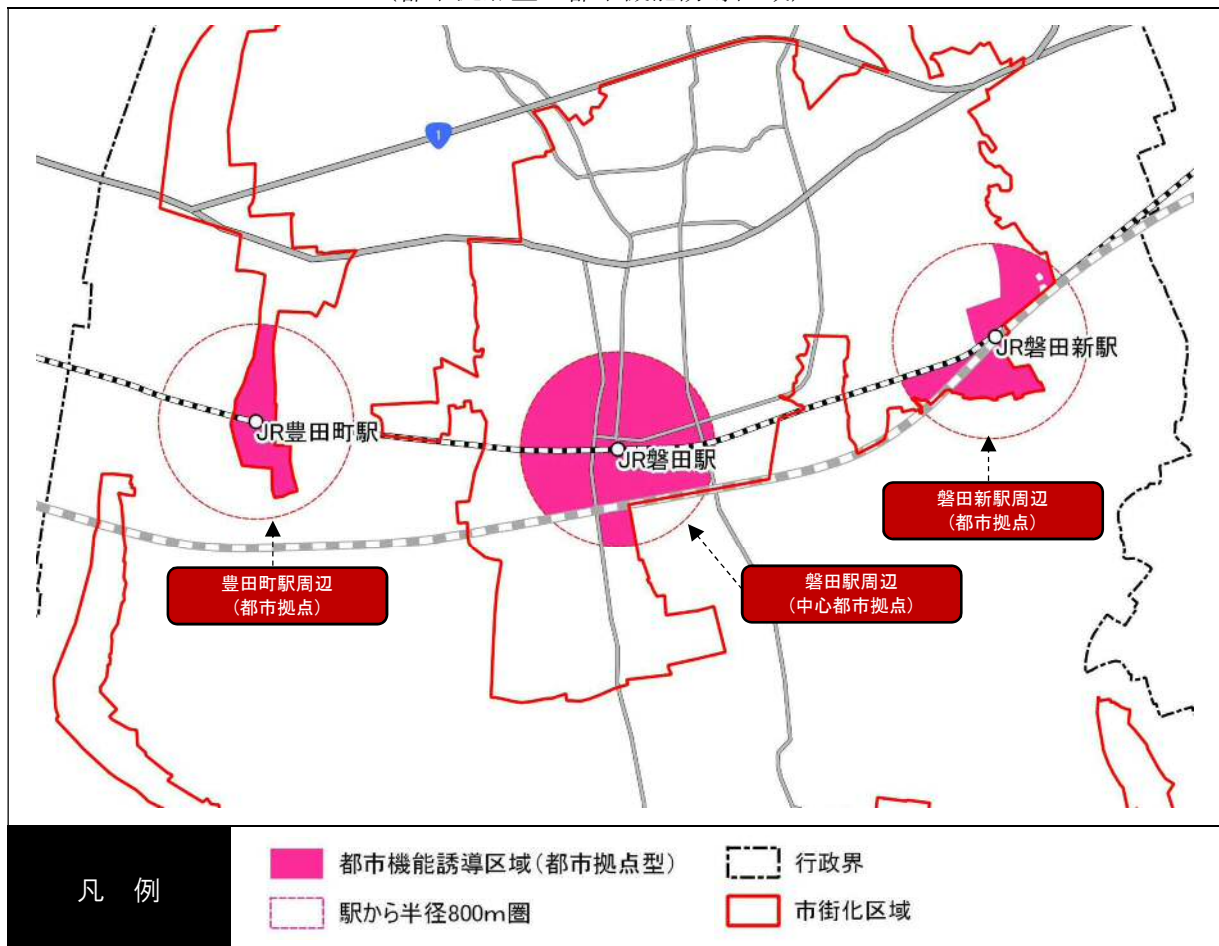 1
JR磐田新駅
JR豊田町駅
JR磐田駅
磐田新駅周辺
(都市拠点)
豊田町駅周辺
(都市拠点)
磐田駅周辺
(中心都市拠点)
凡 例
都市機能誘導区域(都市拠点型)
行政界
駅から半径800m圏
市街化区域